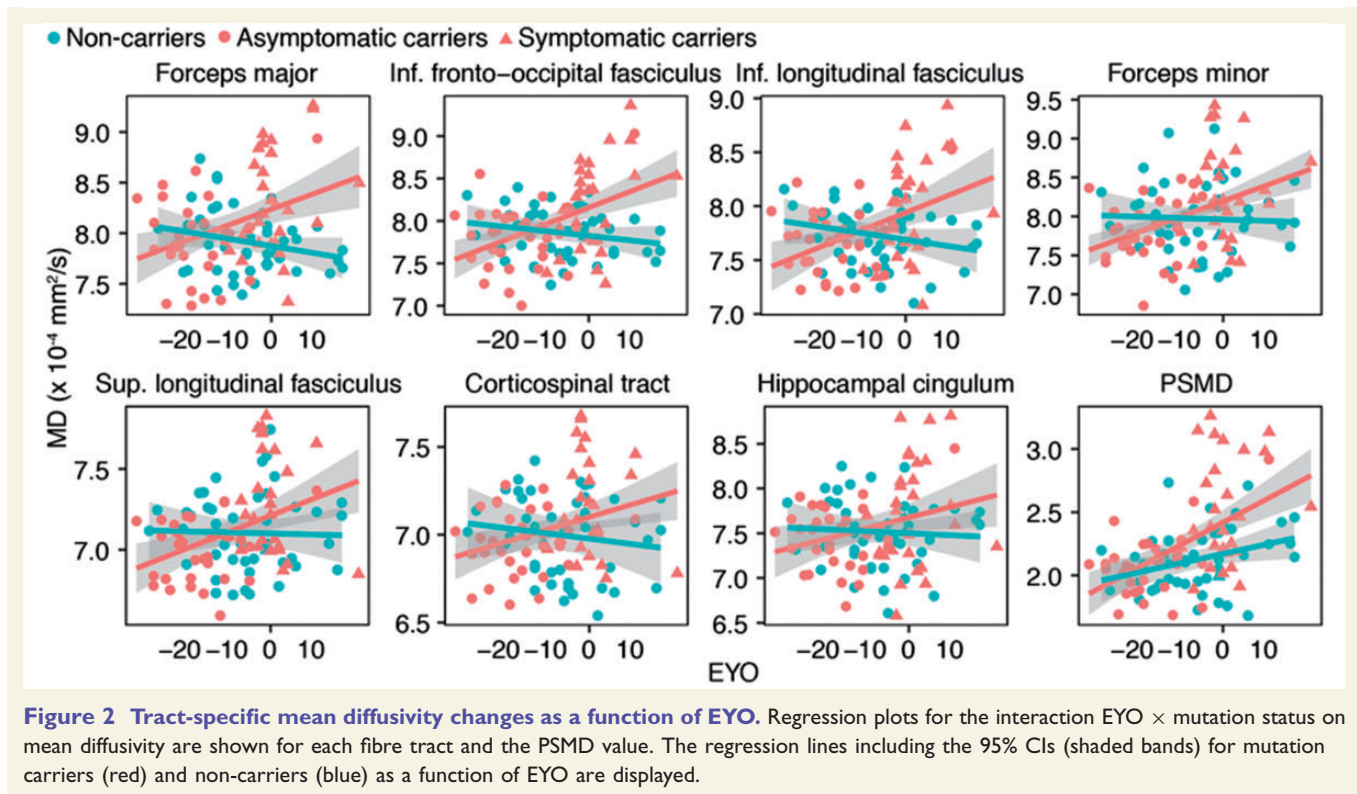 Non-carriers Asymptomatic carriers Symptomatic carriers
Forceps major Inf. fronto-occipital fasciculus Inf. longitudinal fasciculus Forceps minor
9.0
8.5
8.0
7.5
−20 −10 0 10
9.0
8.5
8.0
7.5
7.0
−20 −10 0 10
9.0
8.5
8.0
7.5
7.0
−20 −10 0 10
9.5
9.0
8.5
8.0
7.5
7.0
−20 −10 0 10
MD (x 10⁻⁴ mm²/s)
Sup. longitudinal fasciculus Corticospinal tract Hippocampal cingulum PSMD
7.5
7.0
−20 −10 0 10
7.5
7.0
6.5
−20 −10 0 10
8.5
8.0
7.5
7.0
6.5
−20 −10 0 10
3.0
2.5
2.0
−20 −10 0 10
EYO
Figure 2 Tract-specific mean diffusivity changes as a function of EYO. Regression plots for the interaction EYO × mutation status on
mean diffusivity are shown for each fibre tract and the PSMD value. The regression lines including the 95% CIs (shaded bands) for mutation
carriers (red) and non-carriers (blue) as a function of EYO are displayed.